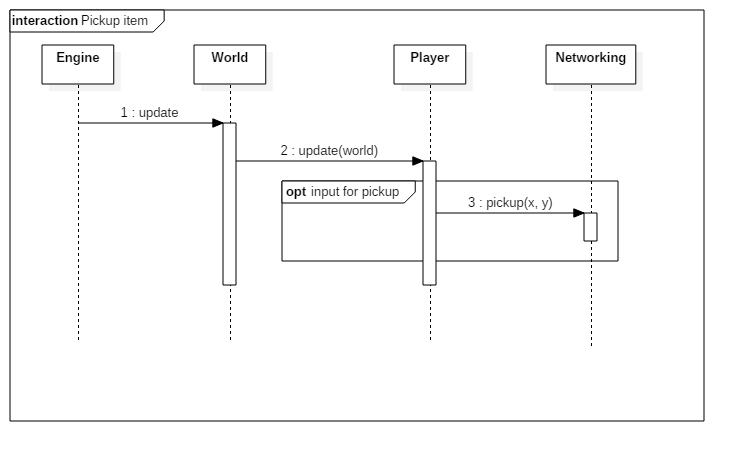 interaction Pickup item
Engine
World
Player
Networking
1 : update
2 : update(world)
opt input for pickup
3 : pickup(x, y)